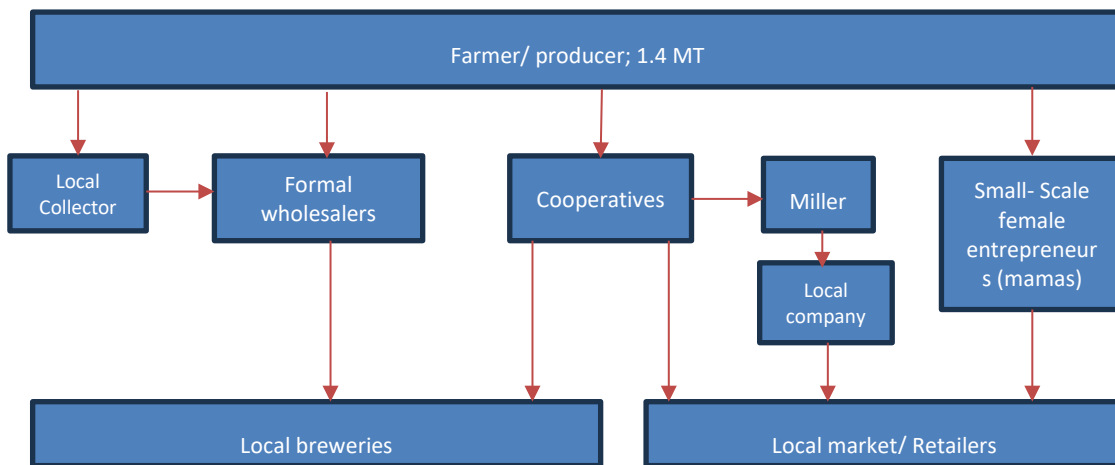 Farmer/ producer; 1.4 MT
Local
Collector
Formal
wholesalers
Cooperatives
Miller
Small- Scale
female
entrepreneur
s (mamas)
Local
company
Local breweries
Local market/ Retailers